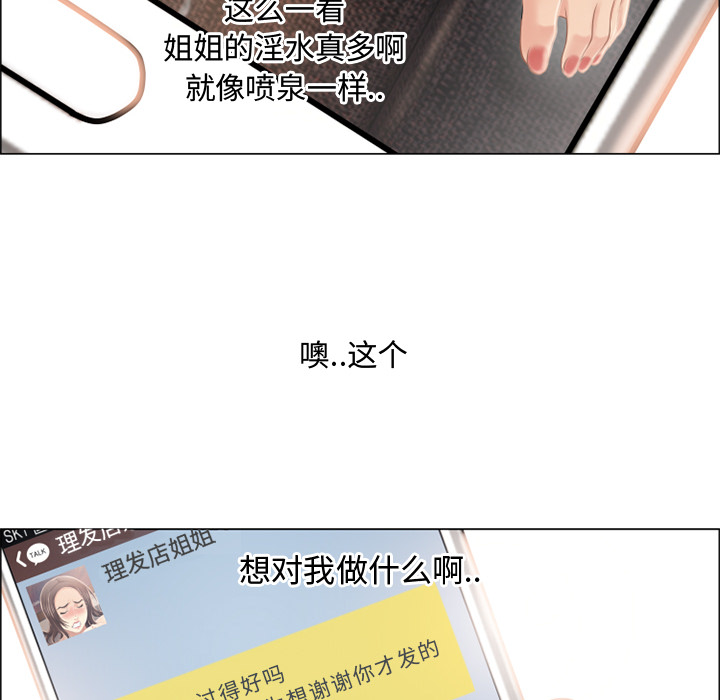 这么一看
姐姐的淫水真多啊
就像喷泉一样..
噢..这个
SKT
TALK
理发店
理发店姐姐
想对我做什么啊..
过得好吗
想谢谢你才发的